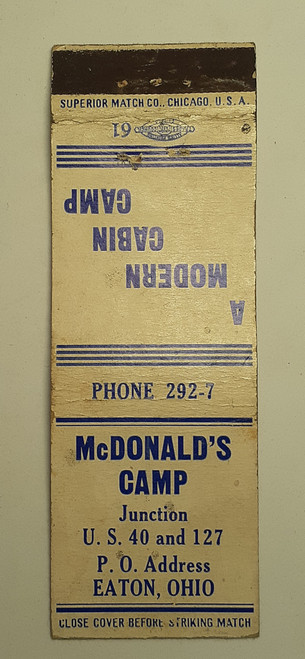 SUPERIOR MATCH CO., CHICAGO, U.S.A.
19
A
MODERN
CABIN
CAMP
PHONE 292-7
McDONALD'S
CAMP
Junction
U. S. 40 and 127
P. O. Address
EATON, OHIO
CLOSE COVER BEFORE STRIKING MATCH